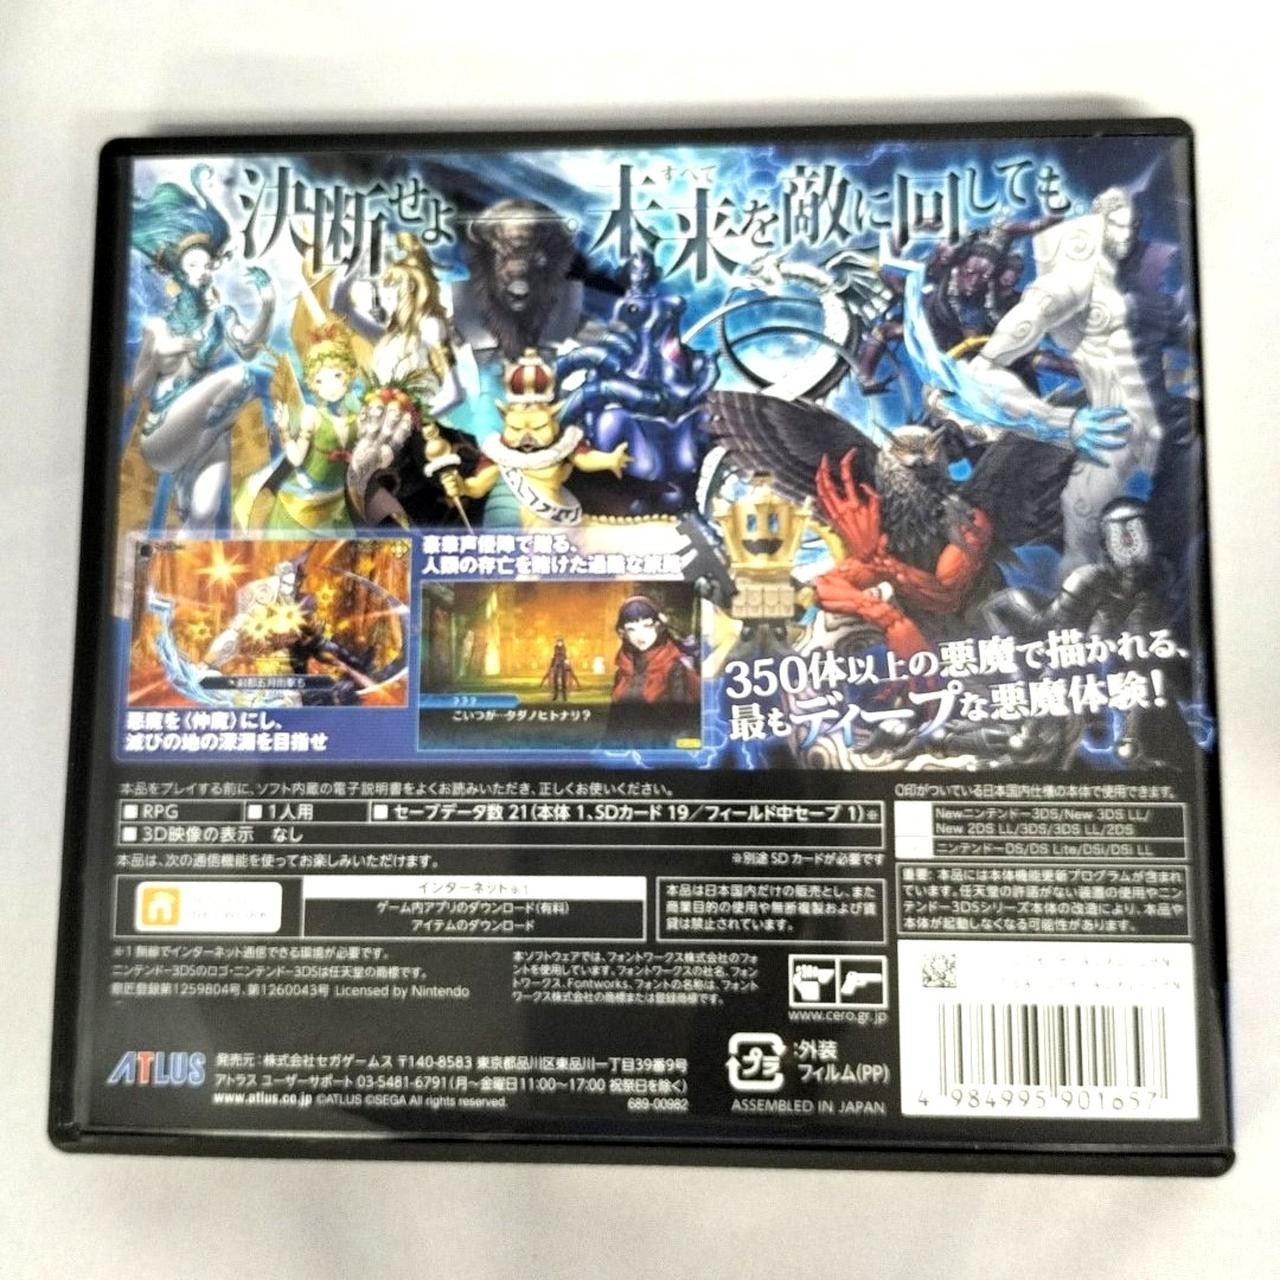 決断せよ――。未来を敵に回しても。
すべて
豪華声優陣で贈る、
人類の存亡を賭けた過酷な旅路
刹那五月雨撃ち
???
こいつが…タダノヒトナリ?
悪魔を〈仲魔〉にし、
滅びの地の深淵を目指せ
350体以上の悪魔で描かれる、
最もディープな悪魔体験!
本品をプレイする前に、ソフト内蔵の電子説明書をよくお読みいただき、正しくお使いください。
■RPG ■1人用 ■セーブデータ数 21(本体 1、SDカード 19／フィールド中セーブ 1)※
■3D映像の表示 なし
本品は、次の通信機能を使ってお楽しみいただけます。
※別途 SD カードが必要です
インターネット※1
ゲーム内アプリのダウンロード(有料)
アイテムのダウンロード
本品は日本国内だけの販売とし、また
商業目的の使用や無断複製および賃
貸は禁止されています。
※1 無線でインターネット通信できる環境が必要です。
ニンテンドー3DSのロゴ・ニンテンドー3DSは任天堂の商標です。
意匠登録第1259804号、第1260043号 Licensed by Nintendo
本ソフトウェアでは、フォントワークス株式会社のフォ
ントを使用しています。フォントワークスの社名、フォン
トワークス、Fontworks、フォントの名称は、フォント
ワークス株式会社の商標または登録商標です。
www.cero.gr.jp
O印がついている日本国内仕様の本体で使用できます。
Newニンテンドー3DS/New 3DS LL/
New 2DS LL/3DS/3DS LL/2DS
ニンテンドーDS/DS Lite/DSi/DSi LL
重要: 本品には本体機能更新プログラムが含まれ
ています。任天堂の許諾がない装置の使用やニン
テンドー3DSシリーズ本体の改造により、本品や
本体が起動しなくなる可能性があります。
ATLUS
発売元:株式会社セガゲームス 〒140-8583 東京都品川区東品川一丁目39番9号
アトラス ユーザーサポート 03-5481-6791(月～金曜日11:00～17:00 祝祭日を除く)
www.atlus.co.jp ©ATLUS ©SEGA All rights reserved.
689-00982
プラ
:外装
フィルム(PP)
ASSEMBLED IN JAPAN
4 984995 901657